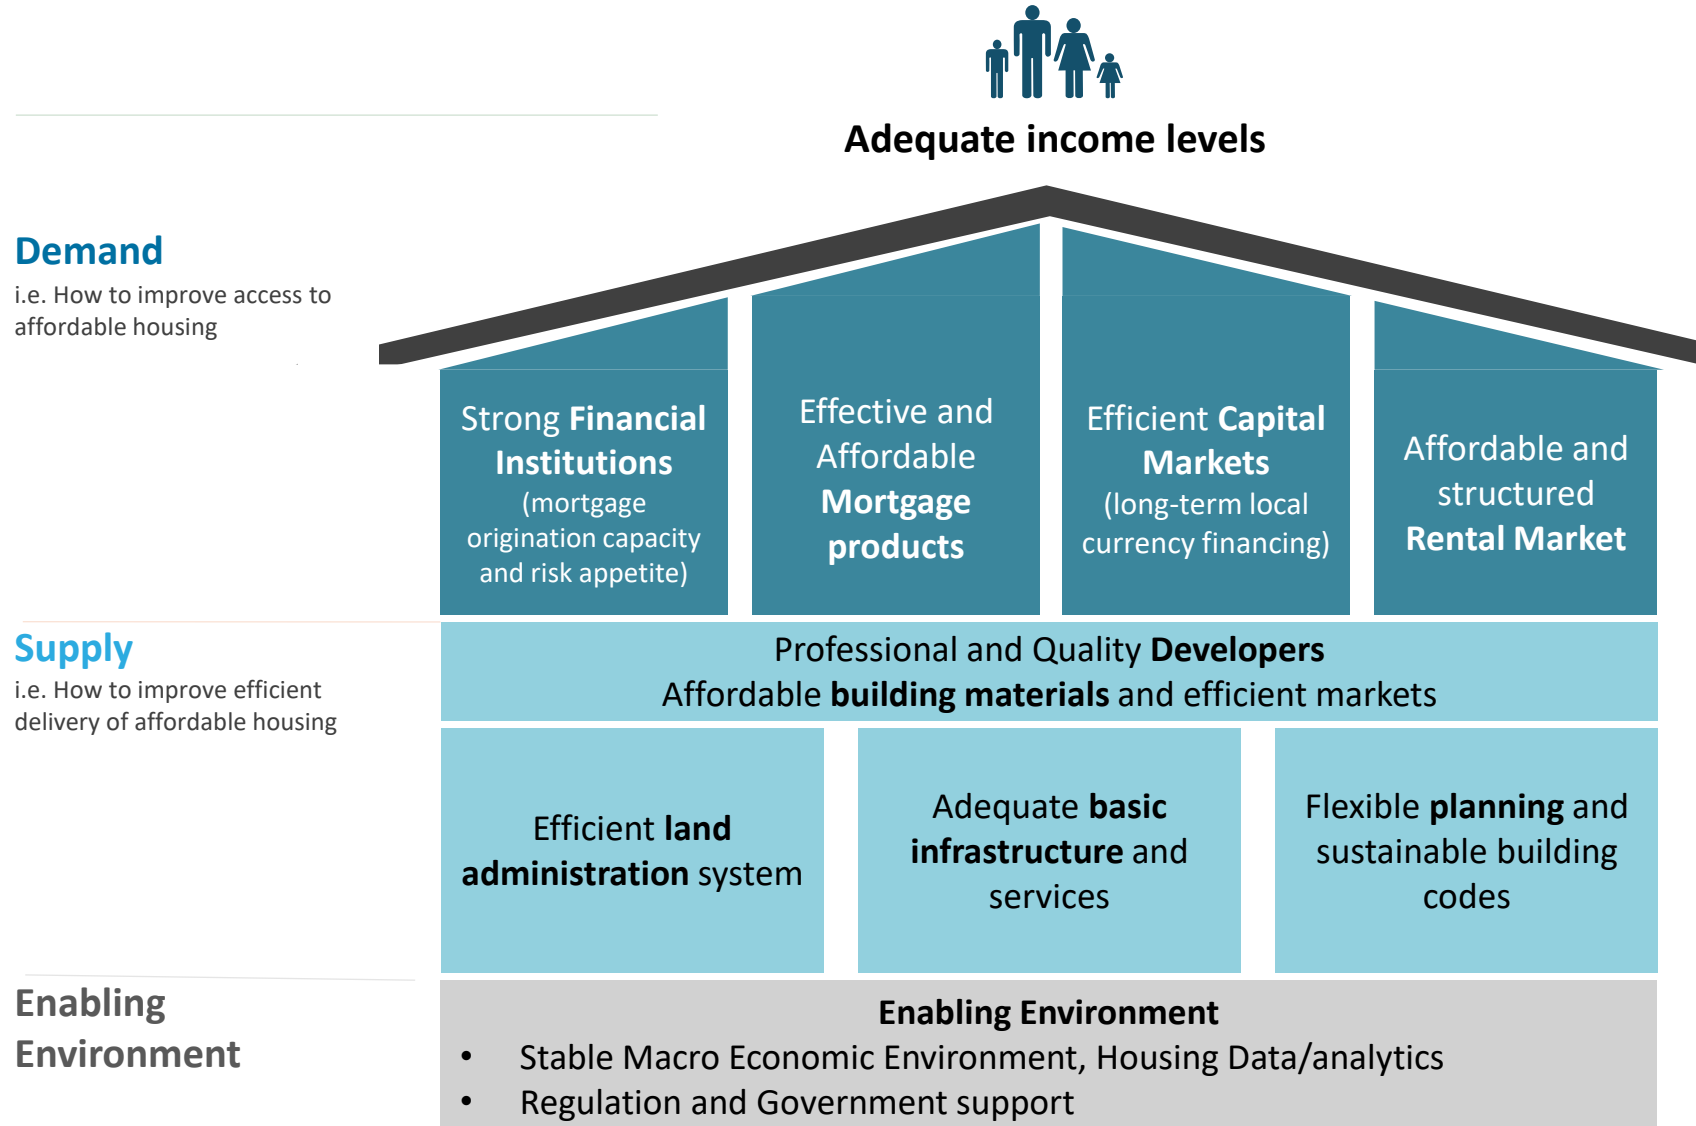 Adequate income levels
Demand
i.e. How to improve access to
affordable housing
Strong Financial
Institutions
(mortgage
origination capacity
and risk appetite)
Effective and
Affordable
Mortgage
products
Efficient Capital
Markets
(long-term local
currency financing)
Affordable and
structured
Rental Market
Supply
i.e. How to improve efficient
delivery of affordable housing
Professional and Quality Developers
Affordable building materials and efficient markets
Efficient land
administration system
Adequate basic
infrastructure and
services
Flexible planning and
sustainable building
codes
Enabling
Environment
Enabling Environment
• Stable Macro Economic Environment, Housing Data/analytics
• Regulation and Government support